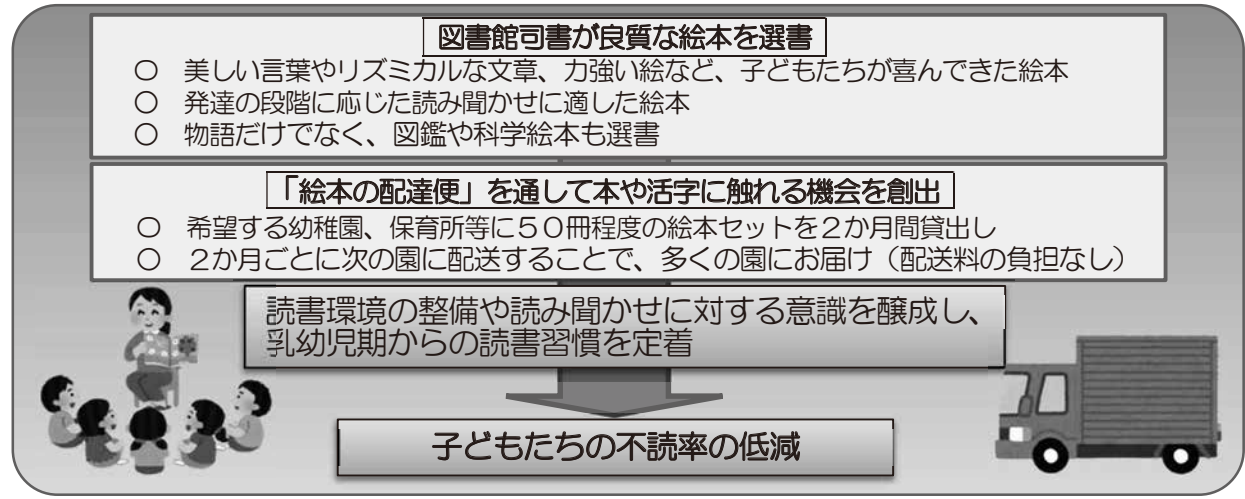 図書館司書が良質な絵本を選書
○ 美しい言葉やリズミカルな文章、力強い絵など、子どもたちが喜んできた絵本
○ 発達の段階に応じた読み聞かせに適した絵本
○ 物語だけでなく、図鑑や科学絵本も選書
「絵本の配達便」を通して本や活字に触れる機会を創出
○ 希望する幼稚園、保育所等に５０冊程度の絵本セットを２か月間貸出し
○ ２か月ごとに次の園に配送することで、多くの園にお届け（配送料の負担なし）
読書環境の整備や読み聞かせに対する意識を醸成し、
乳幼児期からの読書習慣を定着
子どもたちの不読率の低減